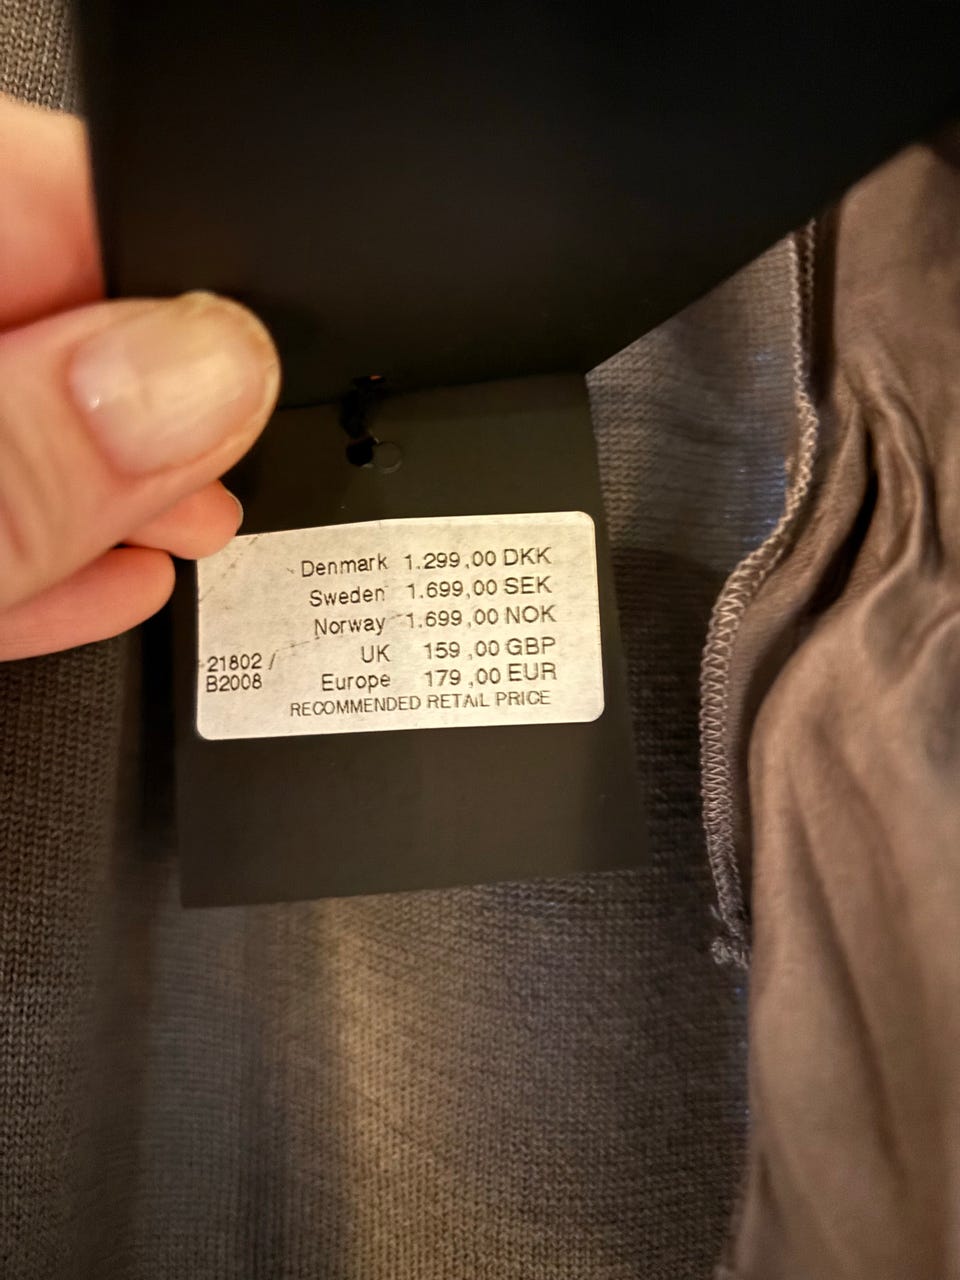 Denmark 1.299,00 DKK
Sweden 1.699,00 SEK
Norway 1.699,00 NOK
UK 159 ,00 GBP
21802 /
B2008
Europe 179 ,00 EUR
RECOMMENDED RETAIL PRICE